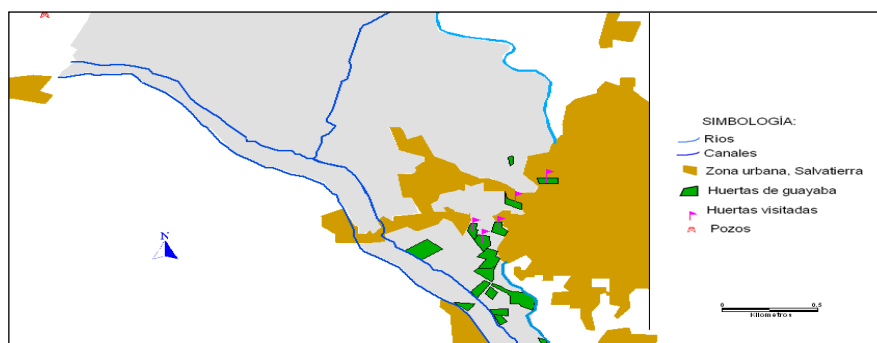 SIMBOLOGÍA:
Rios
Canales
Zona urbana, Salvatierra
Huertas de guayaba
Huertas visitadas
Pozos
N
0 0.5
Kilometros